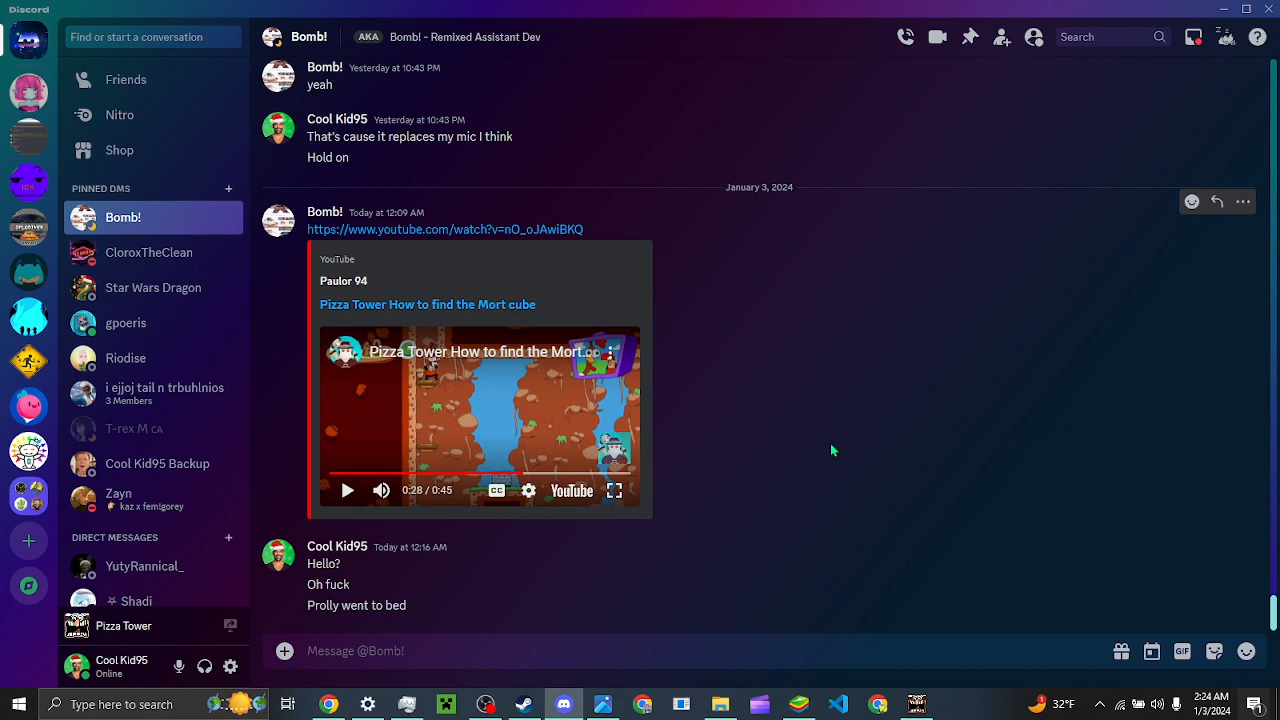 Discord
Find or start a conversation
Friends
Nitro
Shop
PINNED DMS
Bomb!
CloroxTheClean
Star Wars Dragon
gpoeris
Riodise
i ejjoj tail n trbuhlnios
3 Members
T-rex M CA
Cool Kid95 Backup
Zayn
kaz x fem!gorey
DIRECT MESSAGES
YutyRannical_
Shadi
Pizza Tower
Cool Kid95
Online
IDK
Bomb!
AKA Bomb! - Remixed Assistant Dev
Search
Bomb! Yesterday at 10:43 PM
yeah
Cool Kid95 Yesterday at 10:43 PM
That's cause it replaces my mic I think
Hold on
January 3, 2024
Bomb! Today at 12:09 AM
https://www.youtube.com/watch?v=nO_oJAwiBKQ
YouTube
Paulor 94
Pizza Tower How to find the Mort cube
Pizza Tower How to find the Mort...
0:28 / 0:45
CC
YouTube
Cool Kid95 Today at 12:16 AM
Hello?
Oh fuck
Prolly went to bed
Message @Bomb!
GIF
Type here to search
1
32°F
2:24 AM
1/3/2024